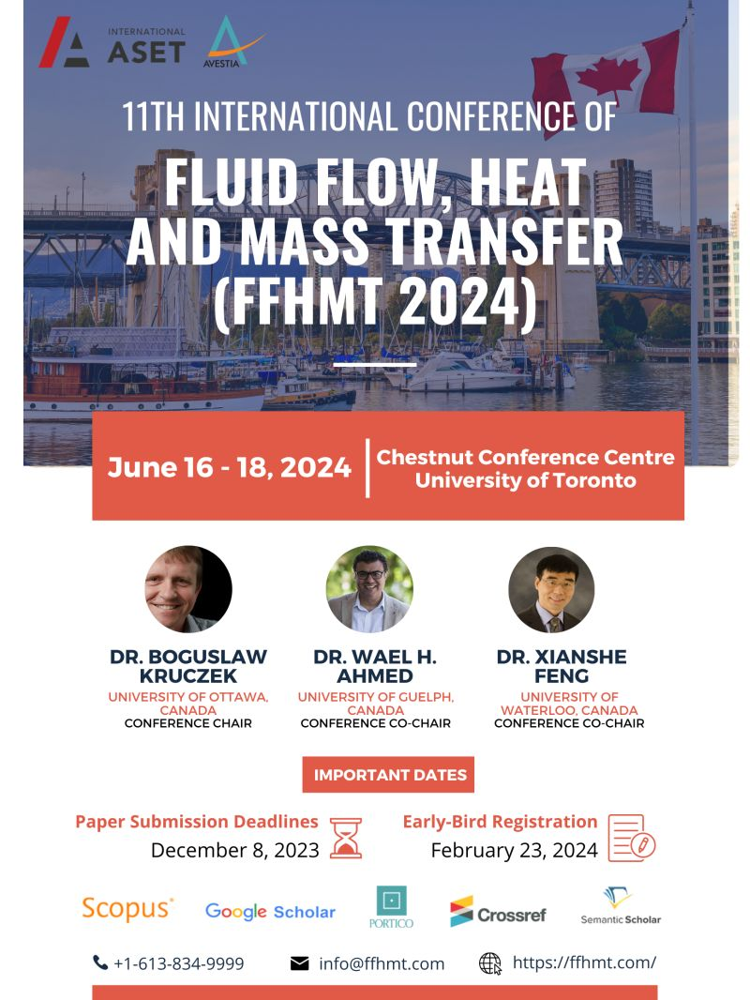 INTERNATIONAL
ASET
AVESTIA
11TH INTERNATIONAL CONFERENCE OF
FLUID FLOW, HEAT
AND MASS TRANSFER
(FFHMT 2024)
June 16 - 18, 2024
Chestnut Conference Centre
University of Toronto
DR. BOGUSLAW
KRUCZEK
UNIVERSITY OF OTTAWA,
CANADA
CONFERENCE CHAIR
DR. WAEL H.
AHMED
UNIVERSITY OF GUELPH,
CANADA
CONFERENCE CO-CHAIR
DR. XIANSHE
FENG
UNIVERSITY OF
WATERLOO, CANADA
CONFERENCE CO-CHAIR
IMPORTANT DATES
Paper Submission Deadlines
December 8, 2023
Early-Bird Registration
February 23, 2024
Scopus®
Google Scholar
PORTICO
Crossref
Semantic Scholar
+1-613-834-9999
info@ffhmt.com
https://ffhmt.com/